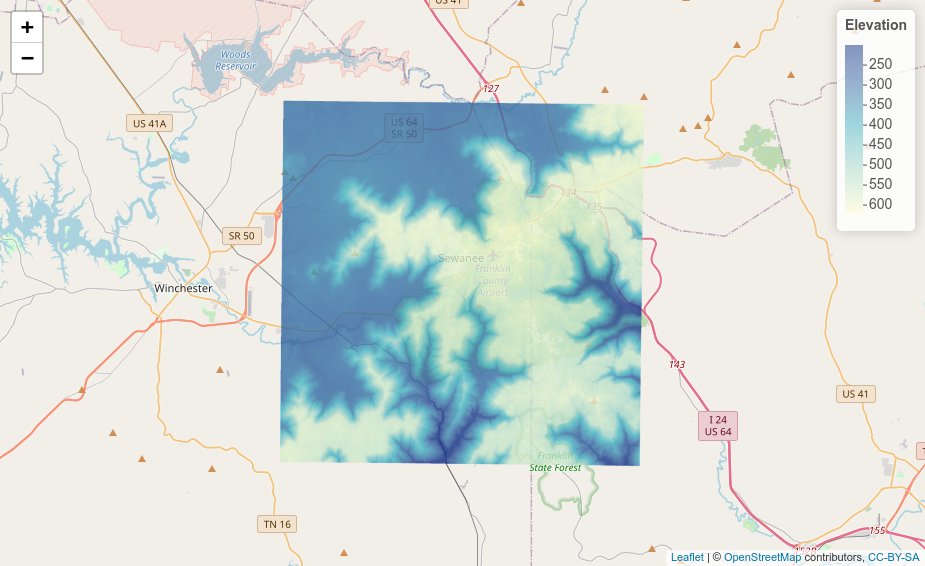 US 41
+
−
Elevation
Woods
Reservoir
250
127
300
US 41A
US 64
SR 50
350
400
450
500
134
550
135
600
SR 50
Sewanee
Franklin
County
Airport
Winchester
143
US 41
I 24
US 64
Franklin
State Forest
TN 16
155
Leaflet | © OpenStreetMap contributors, CC-BY-SA